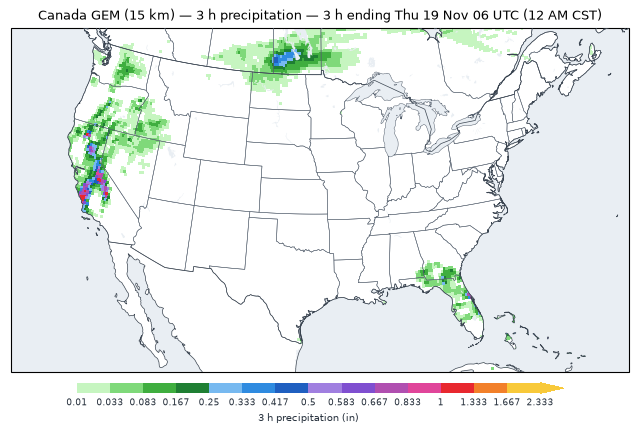 Canada GEM (15 km) — 3 h precipitation — 3 h ending Thu 19 Nov 06 UTC (12 AM CST)
0.01 0.033 0.083 0.167 0.25 0.333 0.417 0.5 0.583 0.667 0.833 1 1.333 1.667 2.333
3 h precipitation (in)